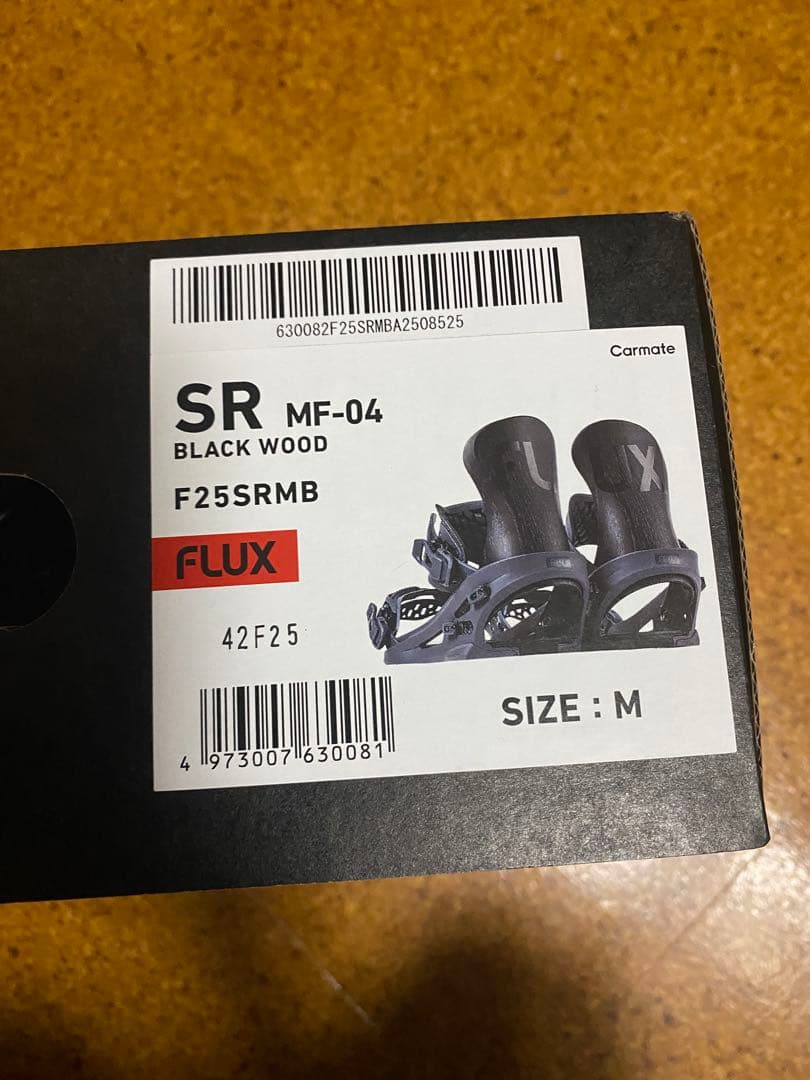 630082F25SRMBA2508525
Carmate
SR MF-04
BLACK WOOD
F25SRMB
FLUX
FLUX
42F25
SIZE : M
4 973007 630081